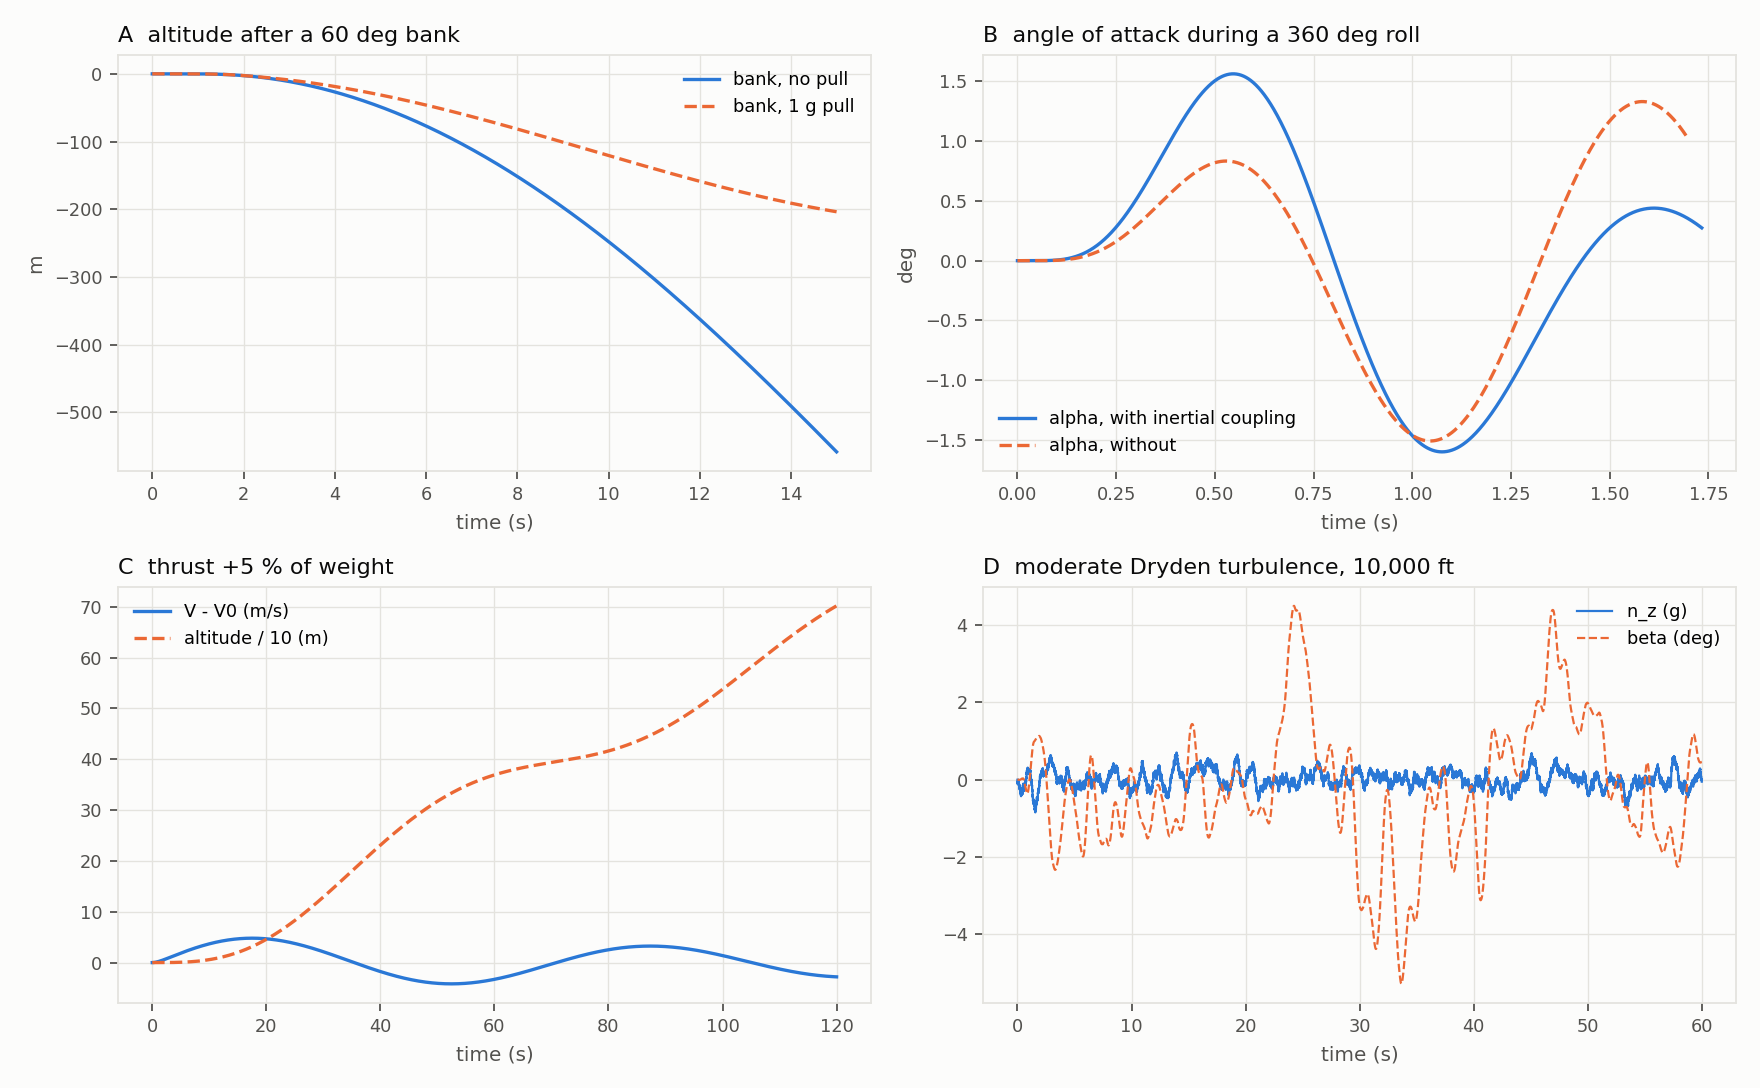 A altitude after a 60 deg bank
0
−100
−200
−300
−400
−500
m
bank, no pull
bank, 1 g pull
0 2 4 6 8 10 12 14
time (s)
B angle of attack during a 360 deg roll
1.5
1.0
0.5
0.0
−0.5
−1.0
−1.5
deg
alpha, with inertial coupling
alpha, without
0.00 0.25 0.50 0.75 1.00 1.25 1.50 1.75
time (s)
C thrust +5 % of weight
70
60
50
40
30
20
10
0
V - V0 (m/s)
altitude / 10 (m)
0 20 40 60 80 100 120
time (s)
D moderate Dryden turbulence, 10,000 ft
4
2
0
−2
−4
n_z (g)
beta (deg)
0 10 20 30 40 50 60
time (s)